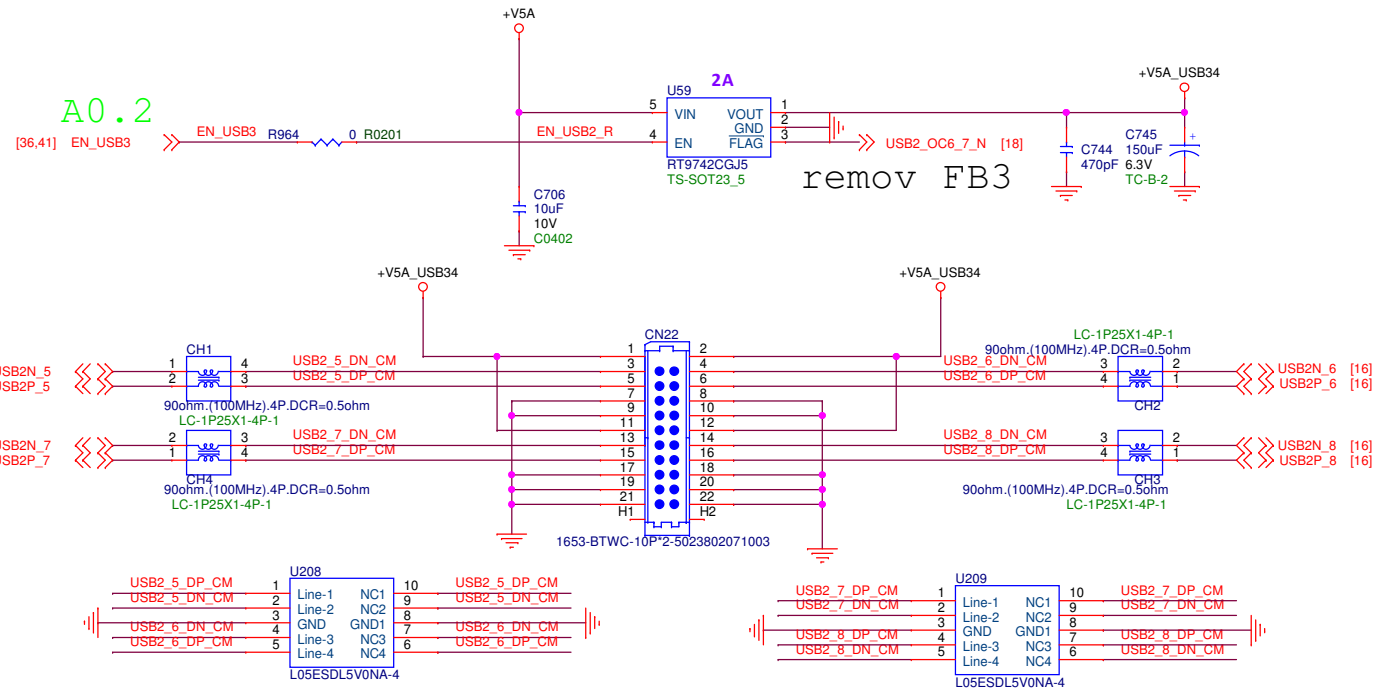 +V5A
A0.2
[36,41] EN_USB3
EN_USB3
R964 0 R0201
EN_USB2_R
2A
U59
5 VIN VOUT 1
GND 2
4 EN FLAG 3
RT9742CGJ5
TS-SOT23_5
USB2_OC6_7_N [18]
remov FB3
+V5A_USB34
C744
470pF
C745
150uF
6.3V
TC-B-2
+
C706
10uF
10V
C0402
+V5A_USB34
+V5A_USB34
CN22
1 2
3 4
5 6
7 8
9 10
11 12
13 14
15 16
17 18
19 20
21 22
H1 H2
1653-BTWC-10P*2-5023802071003
USB2N_5
USB2P_5
CH1
1 4
2 3
USB2_5_DN_CM
USB2_5_DP_CM
90ohm.(100MHz).4P.DCR=0.5ohm
LC-1P25X1-4P-1
USB2N_7
USB2P_7
2 3
1 4
CH4
USB2_7_DN_CM
USB2_7_DP_CM
90ohm.(100MHz).4P.DCR=0.5ohm
LC-1P25X1-4P-1
LC-1P25X1-4P-1
90ohm.(100MHz).4P.DCR=0.5ohm
USB2_6_DN_CM
USB2_6_DP_CM
3 2
4 1
CH2
USB2N_6 [16]
USB2P_6 [16]
USB2_8_DN_CM
USB2_8_DP_CM
3 2
4 1
CH3
USB2N_8 [16]
USB2P_8 [16]
90ohm.(100MHz).4P.DCR=0.5ohm
LC-1P25X1-4P-1
U208
USB2_5_DP_CM 1 Line-1 NC1 10 USB2_5_DP_CM
USB2_5_DN_CM 2 Line-2 NC2 9 USB2_5_DN_CM
3 GND GND1 8
USB2_6_DN_CM 4 Line-3 NC3 7 USB2_6_DN_CM
USB2_6_DP_CM 5 Line-4 NC4 6 USB2_6_DP_CM
L05ESDL5V0NA-4
U209
USB2_7_DP_CM 1 Line-1 NC1 10 USB2_7_DP_CM
USB2_7_DN_CM 2 Line-2 NC2 9 USB2_7_DN_CM
3 GND GND1 8
USB2_8_DP_CM 4 Line-3 NC3 7 USB2_8_DP_CM
USB2_8_DN_CM 5 Line-4 NC4 6 USB2_8_DN_CM
L05ESDL5V0NA-4